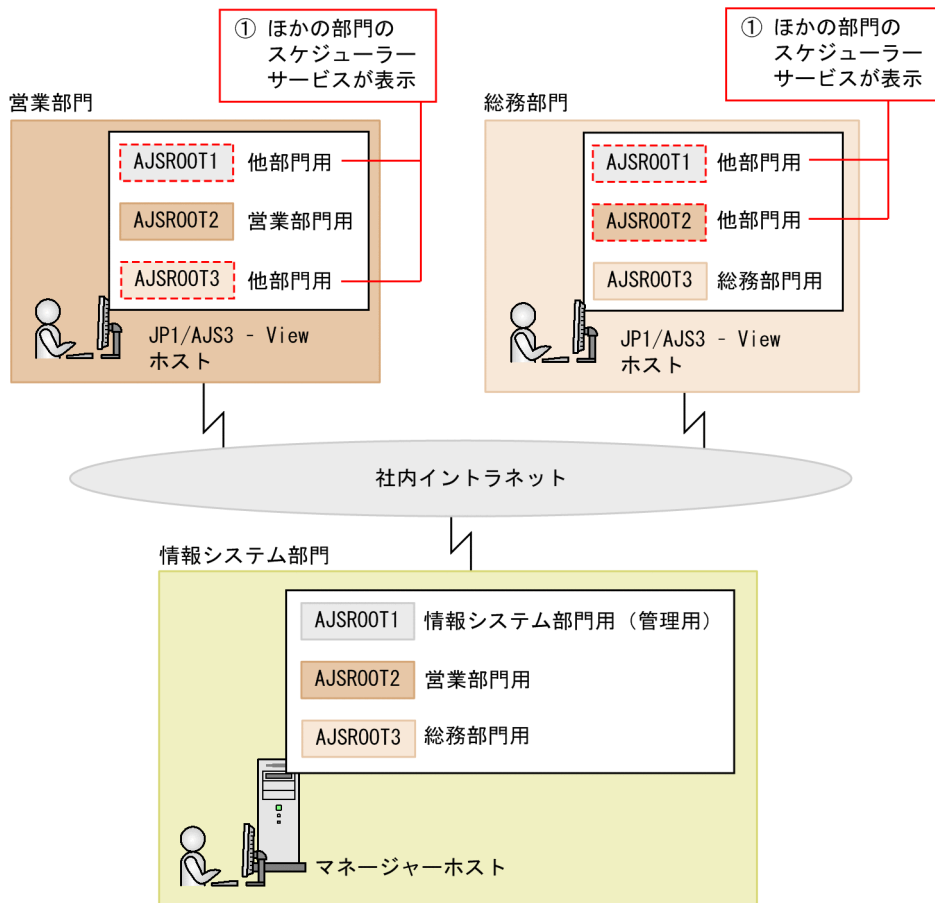 ① ほかの部門の
スケジューラー
サービスが表示
① ほかの部門の
スケジューラー
サービスが表示
営業部門
AJSROOT1 他部門用
AJSROOT2 営業部門用
AJSROOT3 他部門用
JP1/AJS3 - View
ホスト
総務部門
AJSROOT1 他部門用
AJSROOT2 他部門用
AJSROOT3 総務部門用
JP1/AJS3 - View
ホスト
社内イントラネット
情報システム部門
AJSROOT1 情報システム部門用（管理用）
AJSROOT2 営業部門用
AJSROOT3 総務部門用
マネージャーホスト